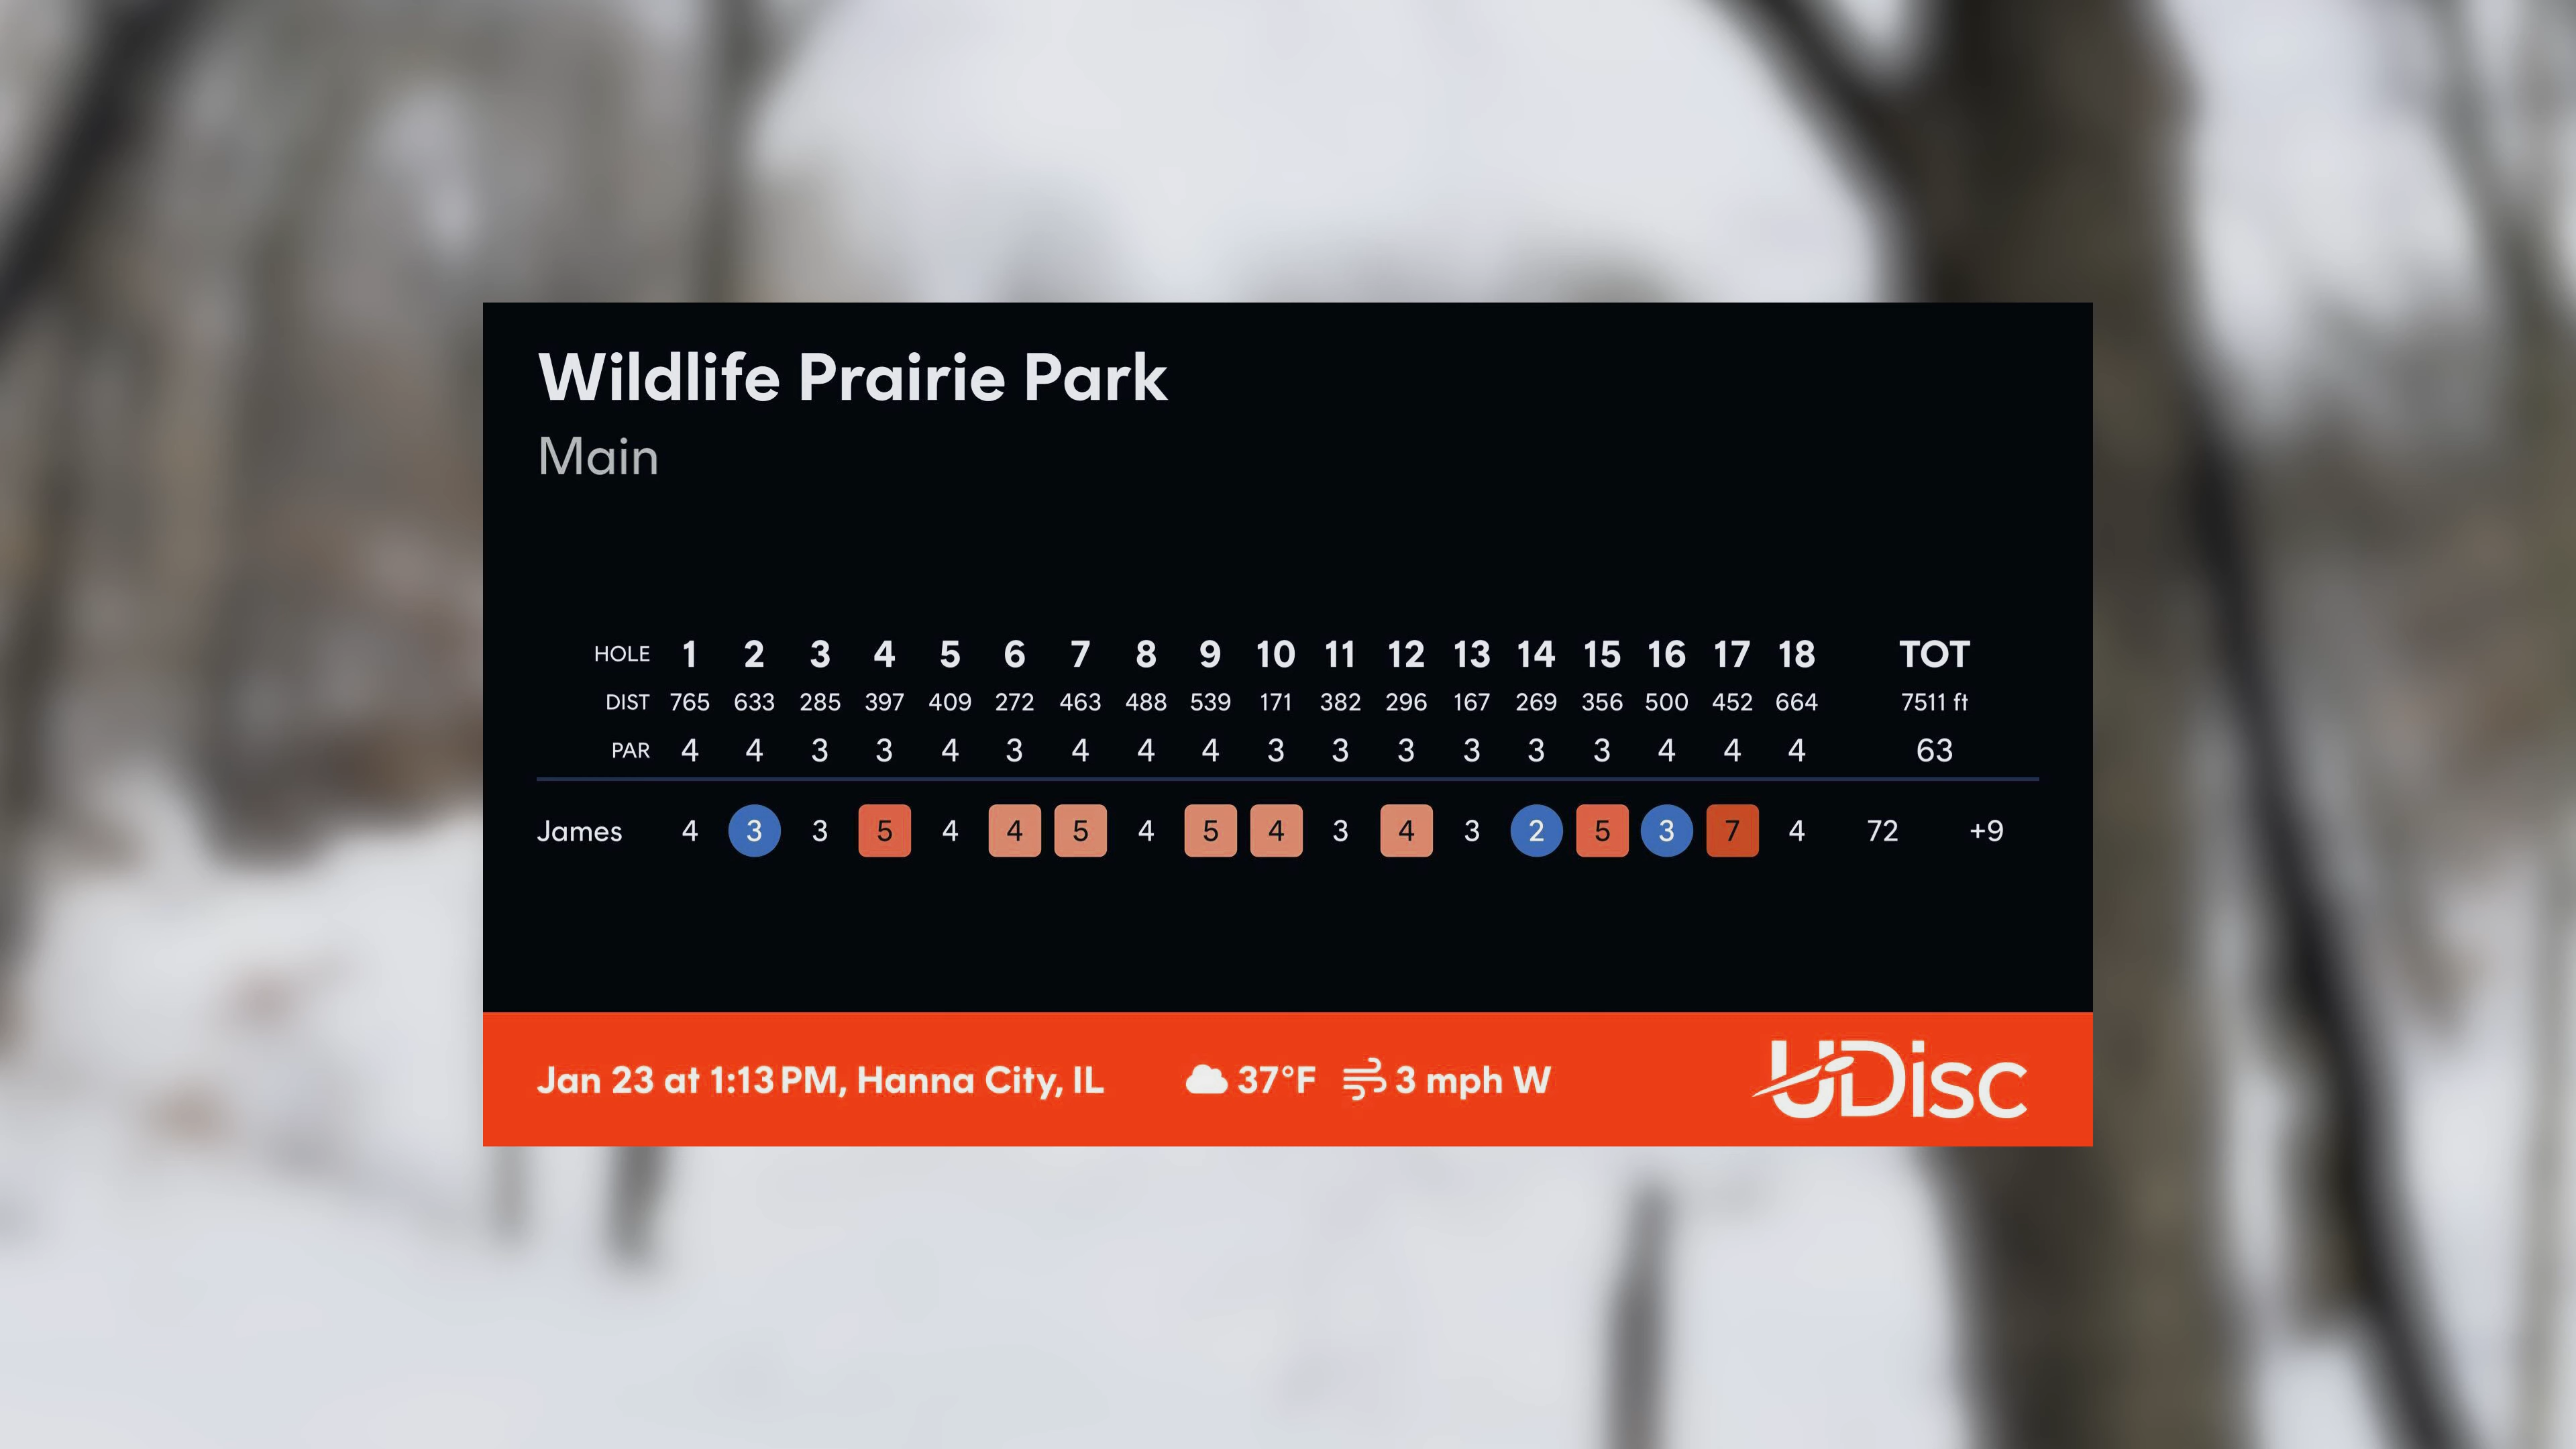 Wildlife Prairie Park
Main
HOLE 1 2 3 4 5 6 7 8 9 10 11 12 13 14 15 16 17 18 TOT
DIST 765 633 285 397 409 272 463 488 539 171 382 296 167 269 356 500 452 664 7511 ft
PAR 4 4 3 3 4 3 4 4 4 3 3 3 3 3 3 4 4 4 63
James 4 3 3 5 4 4 5 4 5 4 3 4 3 2 5 3 7 4 72 +9
Jan 23 at 1:13 PM, Hanna City, IL 37°F 3 mph W UDisc